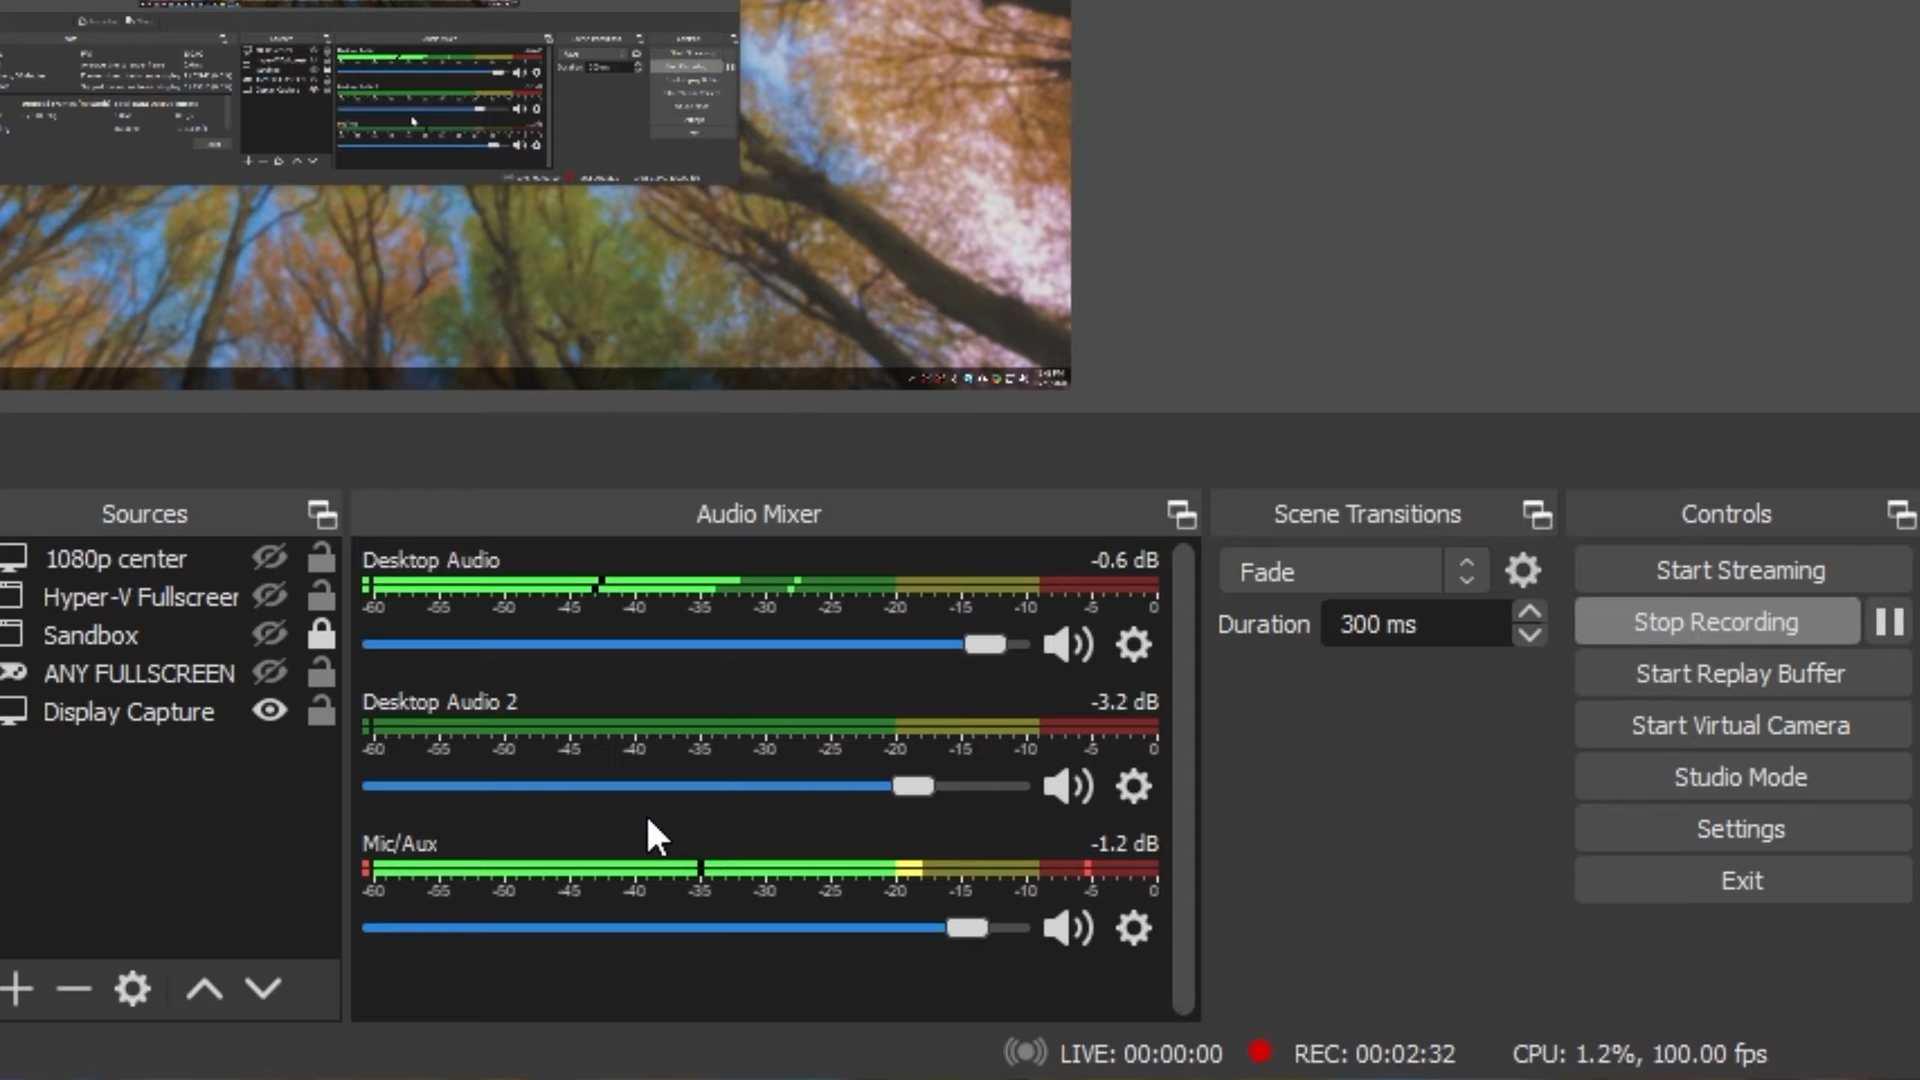 Sources
1080p center
Hyper-V Fullscreer
Sandbox
ANY FULLSCREEN
Display Capture
Audio Mixer
Desktop Audio -0.6 dB
-60 -55 -50 -45 -40 -35 -30 -25 -20 -15 -10 -5 0
Desktop Audio 2 -3.2 dB
-60 -55 -50 -45 -40 -35 -30 -25 -20 -15 -10 -5 0
Mic/Aux -1.2 dB
-60 -55 -50 -45 -40 -35 -30 -25 -20 -15 -10 -5 0
Scene Transitions
Fade
Duration 300 ms
Controls
Start Streaming
Stop Recording
Start Replay Buffer
Start Virtual Camera
Studio Mode
Settings
Exit
LIVE: 00:00:00 REC: 00:02:32 CPU: 1.2%, 100.00 fps